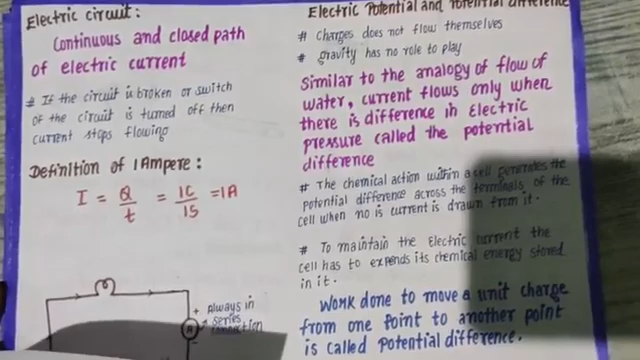 Electric circuit:
Continuous and closed path
of electric current
# If the circuit is broken or switch
of the circuit is turned off then
current stops flowing
Definition of 1 Ampere:
I = Q/t = 1C/1S = 1A
+ Always in
series
connection
A
-
Electric Potential and Potential difference
# Charges does not flow themselves
# gravity has no role to play
Similar to the analogy of flow of
water, current flows only when
there is difference in Electric
pressure called the potential
difference
# The chemical action within a cell generates the
potential difference across the terminals of the
cell when no is current is drawn from it.
# To maintain the Electric current the
cell has to expends its chemical energy stored
in it.
Work done to move a unit charge
from one point to another point
is called Potential difference.